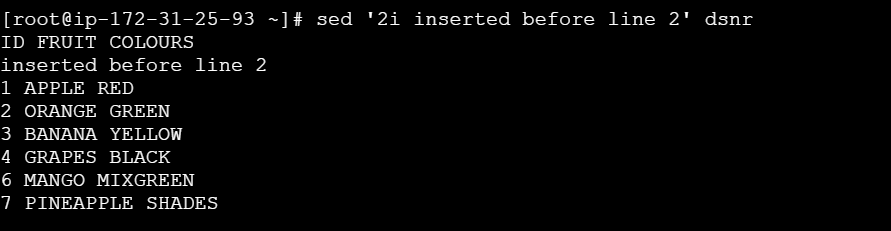 [root@ip-172-31-25-93 ~]# sed '2i inserted before line 2' dsnr
ID FRUIT COLOURS
inserted before line 2
1 APPLE RED
2 ORANGE GREEN
3 BANANA YELLOW
4 GRAPES BLACK
6 MANGO MIXGREEN
7 PINEAPPLE SHADES